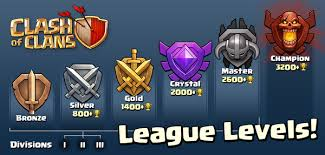 CLASH OF CLANS
League Levels!
Bronze
Silver
800+
Gold
1400+
Crystal
2000+
Master
2600+
Champion
3200+
Divisions I II III